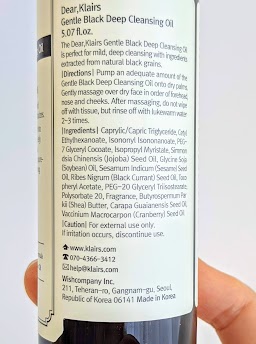 Dear,Klairs
Gentle Black Deep Cleansing Oil
5.07 fl.oz.
The Dear,Klairs Gentle Black Deep Cleansing Oil
is perfect for mild, deep cleansing with ingredients
extracted from natural black grains.
|Directions| Pump an adequate amount of the
Gentle Black Deep Cleansing Oil onto dry palms.
Gently massage over dry face in order of forehead,
nose and cheeks. After massaging, do not wipe
off with tissue, but rinse off with lukewarm water
2~3 times.
|Ingredients| Caprylic/Capric Triglyceride, Cetyl
Ethylhexanoate, Isononyl Isononanoate, PEG-
7 Glyceryl Cocoate, Isopropyl Myristate, Simmon
dsia Chinensis (Jojoba) Seed Oil, Glycine Soja
(Soybean) Oil, Sesamum Indicum (Sesame) Seed
Oil, Ribes Nigrum (Black Currant) Seed Oil, Toco
pheryl Acetate, PEG-20 Glyceryl Triisostearate,
Polysorbate 20, Fragrance, Butyrospermum Par
kii (Shea) Butter, Carapa Guaianensis Seed Oil,
Vaccinium Macrocarpon (Cranberry) Seed Oil
|Caution| For external use only.
If irritation occurs, discontinue use.
www.klairs.com
070-4366-3412
help@klairs.com
Wishcompany Inc.
211, Teheran-ro, Gangnam-gu, Seoul,
Republic of Korea 06141 Made in Korea